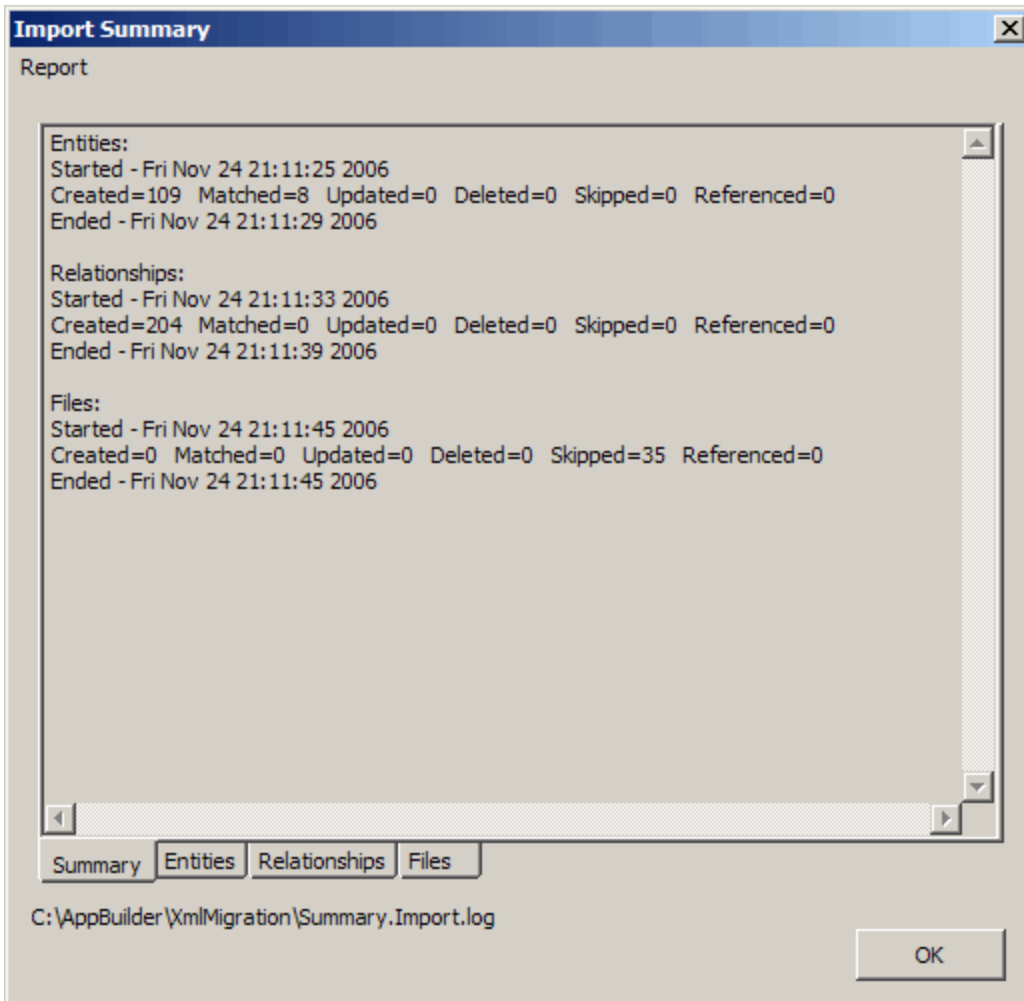 Import Summary
Report
Entities:
Started - Fri Nov 24 21:11:25 2006
Created=109 Matched=8 Updated=0 Deleted=0 Skipped=0 Referenced=0
Ended - Fri Nov 24 21:11:29 2006
Relationships:
Started - Fri Nov 24 21:11:33 2006
Created=204 Matched=0 Updated=0 Deleted=0 Skipped=0 Referenced=0
Ended - Fri Nov 24 21:11:39 2006
Files:
Started - Fri Nov 24 21:11:45 2006
Created=0 Matched=0 Updated=0 Deleted=0 Skipped=35 Referenced=0
Ended - Fri Nov 24 21:11:45 2006
Summary Entities Relationships Files
C:\AppBuilder\XmlMigration\Summary.Import.log
OK